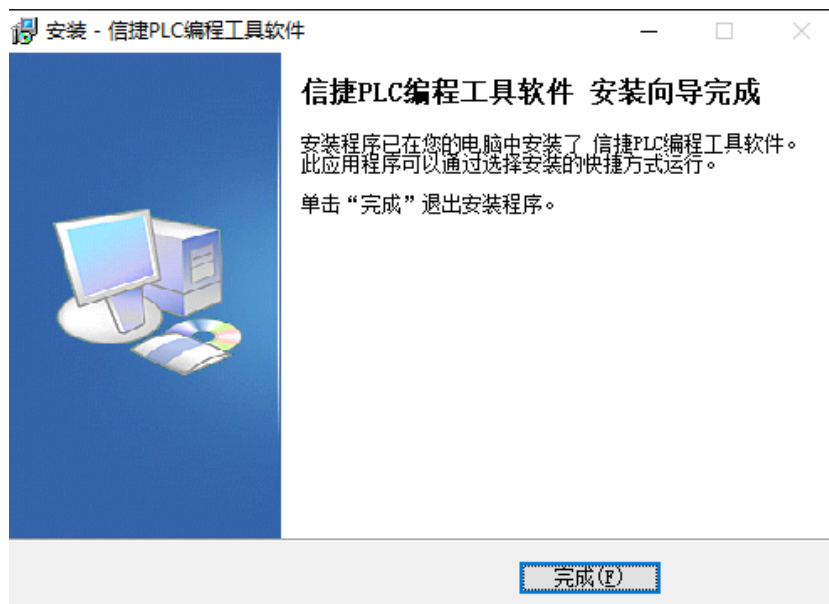 安装 - 信捷PLC编程工具软件
信捷PLC编程工具软件 安装向导完成
安装程序已在您的电脑中安装了 信捷PLC编程工具软件。
此应用程序可以通过选择安装的快捷方式运行。
单击“完成”退出安装程序。
完成(F)